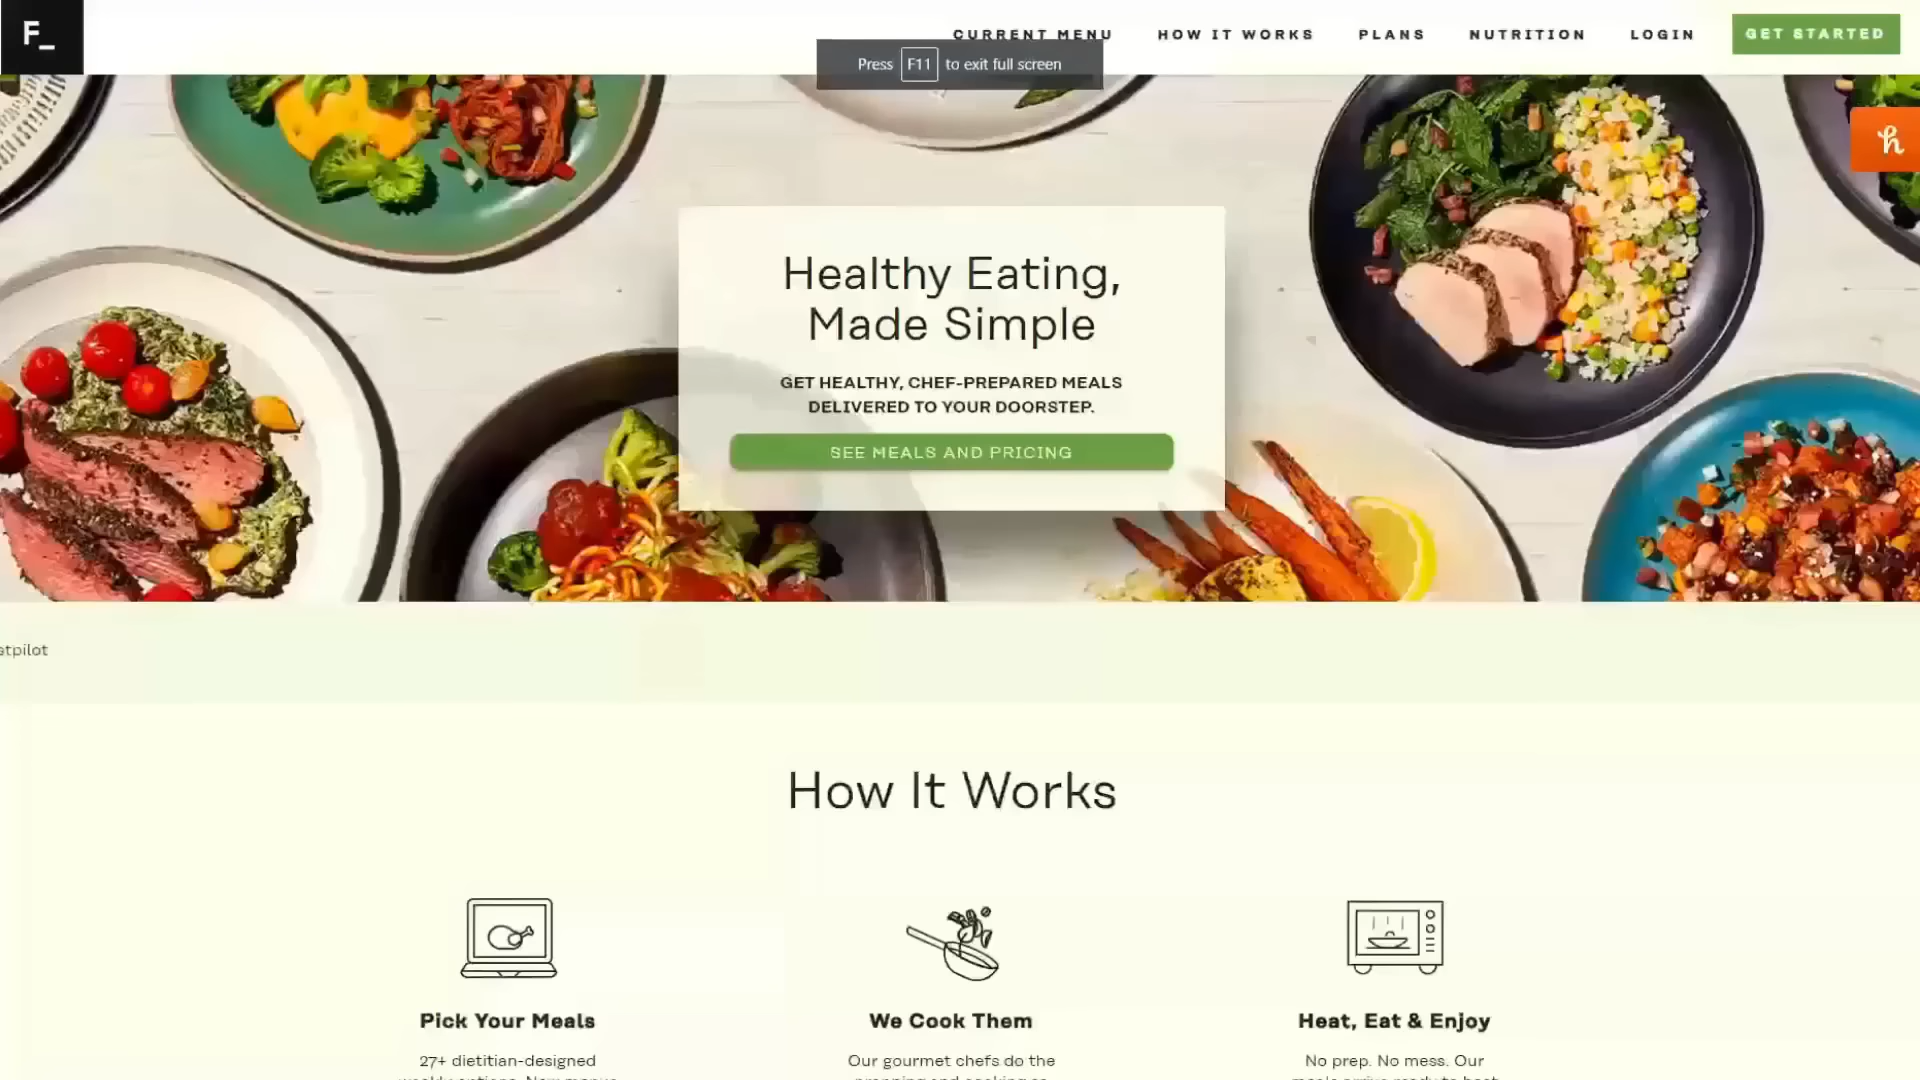 F_
CURRENT MENU
HOW IT WORKS
PLANS
NUTRITION
LOGIN
GET STARTED
Press F11 to exit full screen
h
Healthy Eating,
Made Simple
GET HEALTHY, CHEF-PREPARED MEALS
DELIVERED TO YOUR DOORSTEP.
SEE MEALS AND PRICING
stpilot
How It Works
Pick Your Meals
27+ dietitian-designed
We Cook Them
Our gourmet chefs do the
Heat, Eat & Enjoy
No prep. No mess. Our